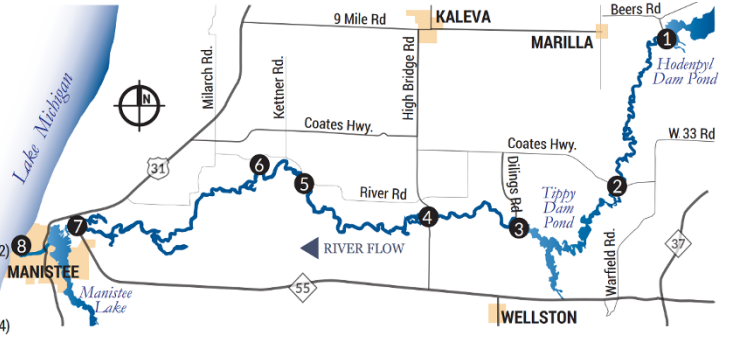 Beers Rd
9 Mile Rd
KALEVA
MARILLA
1
Hodenpyl
Dam Pond
Milarch Rd.
Kettner Rd.
High Bridge Rd
Lake Michigan
N
Coates Hwy.
Coates Hwy.
W 33 Rd
31
6
5
River Rd
Dilings Rd.
Tippy
Dam
Pond
2
4
3
7
8
2)
MANISTEE
RIVER FLOW
Warfield Rd.
37
Manistee
Lake
55
WELLSTON
4)